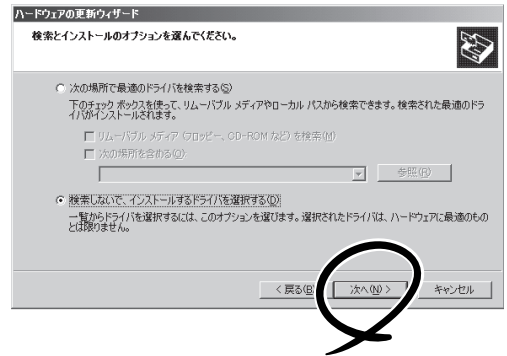 ハードウェアの更新ウィザード
検索とインストールのオプションを選んでください。
次の場所で最適のドライバを検索する(S)
下のチェック ボックスを使って、リムーバブル メディアやローカル パスから検索できます。検索された最適のドラ
イバがインストールされます。
リムーバブル メディア (フロッピー、CD-ROM など) を検索(M)
次の場所を含める(O):
参照(R)
検索しないで、インストールするドライバを選択する(D)
一覧からドライバを選択するには、このオプションを選びます。選択されたドライバは、ハードウェアに最適のもの
とは限りません。
< 戻る(B) 次へ(N) > キャンセル